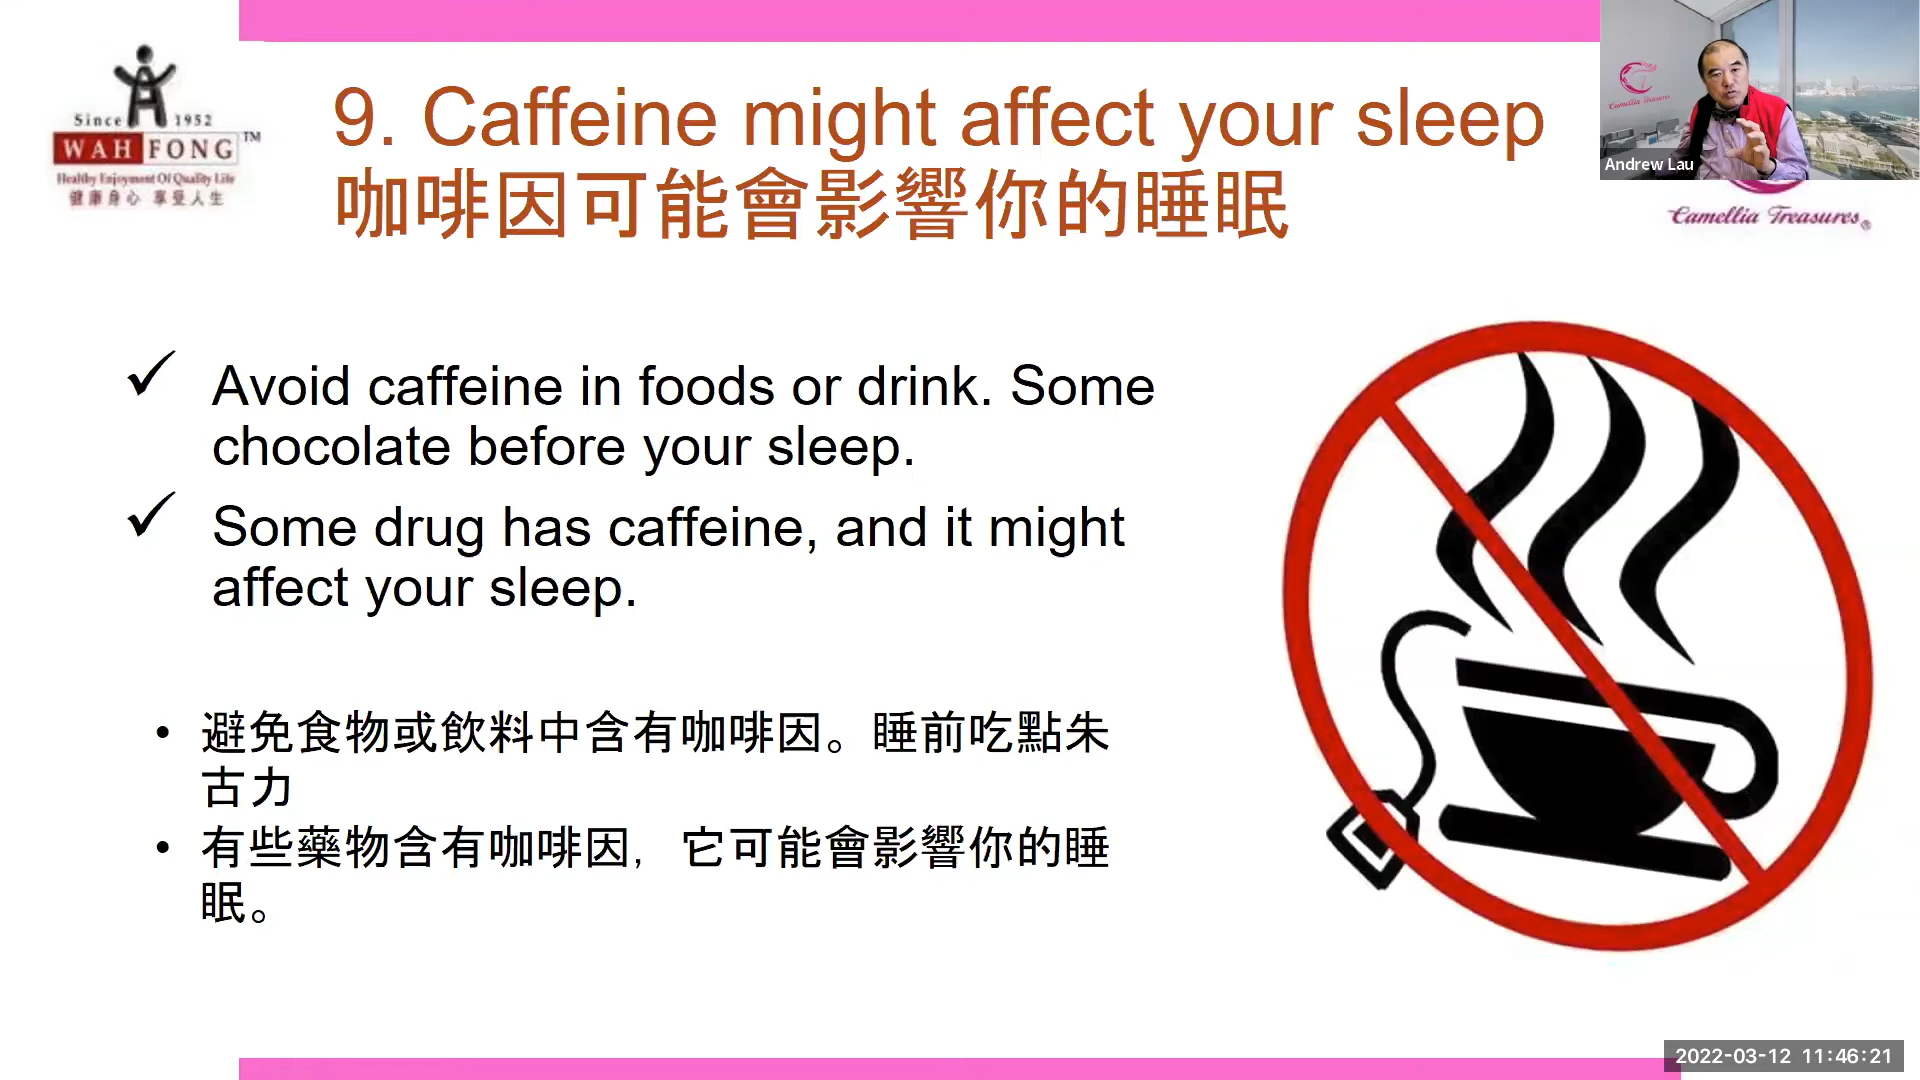 Since 1952
WAH FONG TM
Healthy Enjoyment Of Quality Life
健康身心 享受人生
9. Caffeine might affect your sleep
咖啡因可能會影響你的睡眠
Camellia Treasures
Andrew Lau
Camellia Treasures®
Avoid caffeine in foods or drink. Some
chocolate before your sleep.
Some drug has caffeine, and it might
affect your sleep.
• 避免食物或飲料中含有咖啡因。睡前吃點朱
古力
• 有些藥物含有咖啡因，它可能會影響你的睡
眠。
2022-03-12 11:46:21